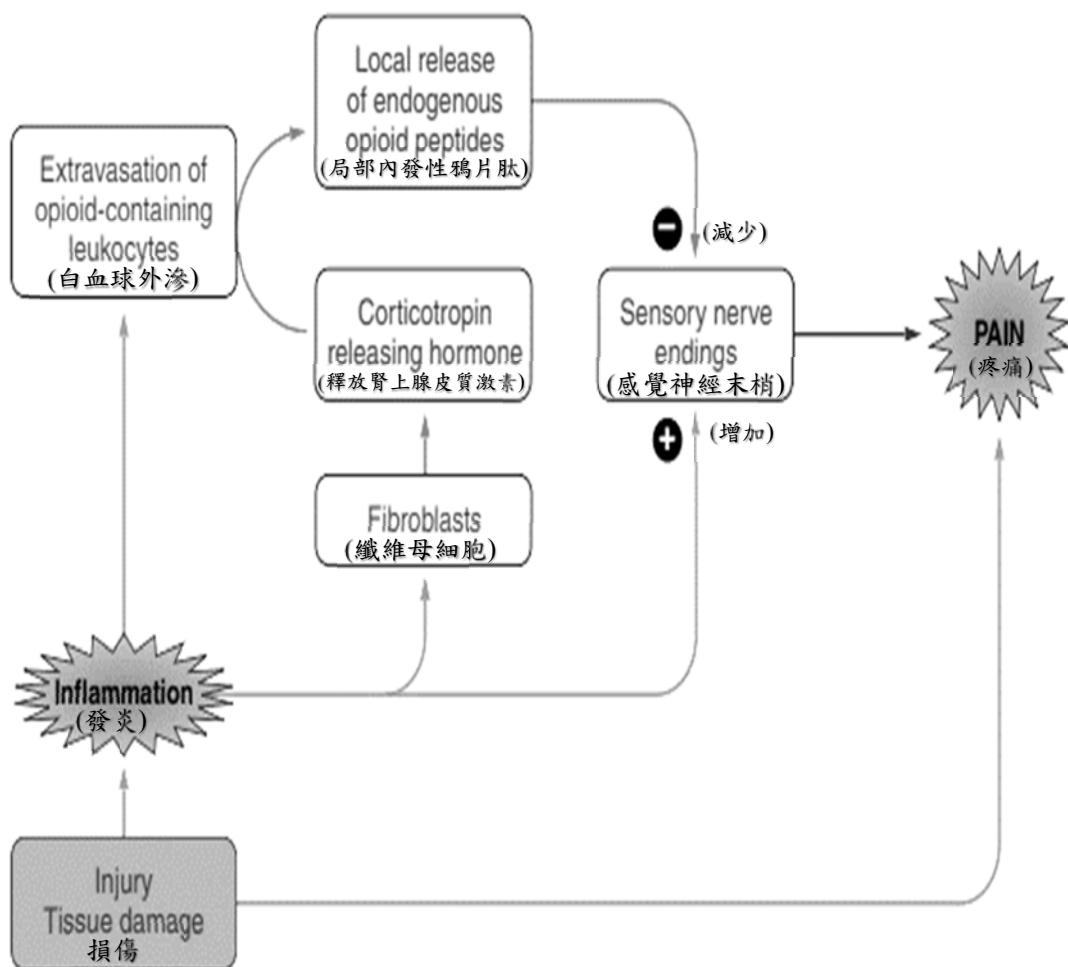 Local release
of endogenous
opioid peptides
(局部內發性鴉片肽)
Extravasation of
opioid-containing
leukocytes
(白血球外滲)
(減少)
Corticotropin
releasing hormone
(釋放腎上腺皮質激素)
Sensory nerve
endings
(感覺神經末梢)
PAIN
(疼痛)
(增加)
Fibroblasts
(纖維母細胞)
Inflammation
(發炎)
Injury
Tissue damage
損傷